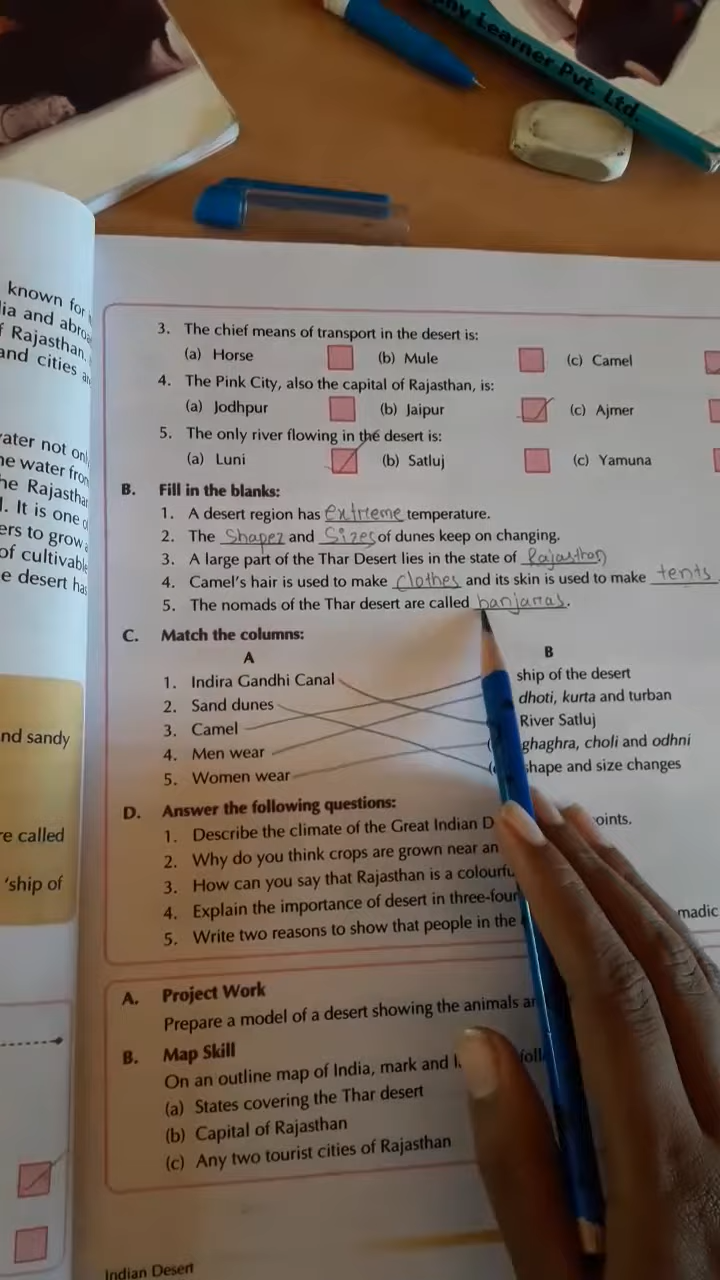 ny Learner Pvt. Ltd.
known for
ia and abro
f Rajasthan.
and cities
ater not onl
he water from
he Rajastha
. It is one
ers to grow
of cultivable
e desert has
nd sandy
re called
'ship of
3. The chief means of transport in the desert is:
(a) Horse (b) Mule (c) Camel
4. The Pink City, also the capital of Rajasthan, is:
(a) Jodhpur (b) Jaipur (c) Ajmer
5. The only river flowing in the desert is:
(a) Luni (b) Satluj (c) Yamuna
B. Fill in the blanks:
1. A desert region has extreme temperature.
2. The Shapez and Sizes of dunes keep on changing.
3. A large part of the Thar Desert lies in the state of Rajasthan
4. Camel's hair is used to make clothes and its skin is used to make tents
5. The nomads of the Thar desert are called banjaras.
C. Match the columns:
A B
1. Indira Gandhi Canal ship of the desert
2. Sand dunes dhoti, kurta and turban
3. Camel River Satluj
4. Men wear ghaghra, choli and odhni
5. Women wear shape and size changes
D. Answer the following questions:
1. Describe the climate of the Great Indian D oints.
2. Why do you think crops are grown near an
3. How can you say that Rajasthan is a colourfu
4. Explain the importance of desert in three-four
5. Write two reasons to show that people in the madic
A. Project Work
Prepare a model of a desert showing the animals an
B. Map Skill
On an outline map of India, mark and l foll
(a) States covering the Thar desert
(b) Capital of Rajasthan
(c) Any two tourist cities of Rajasthan
Indian Desert